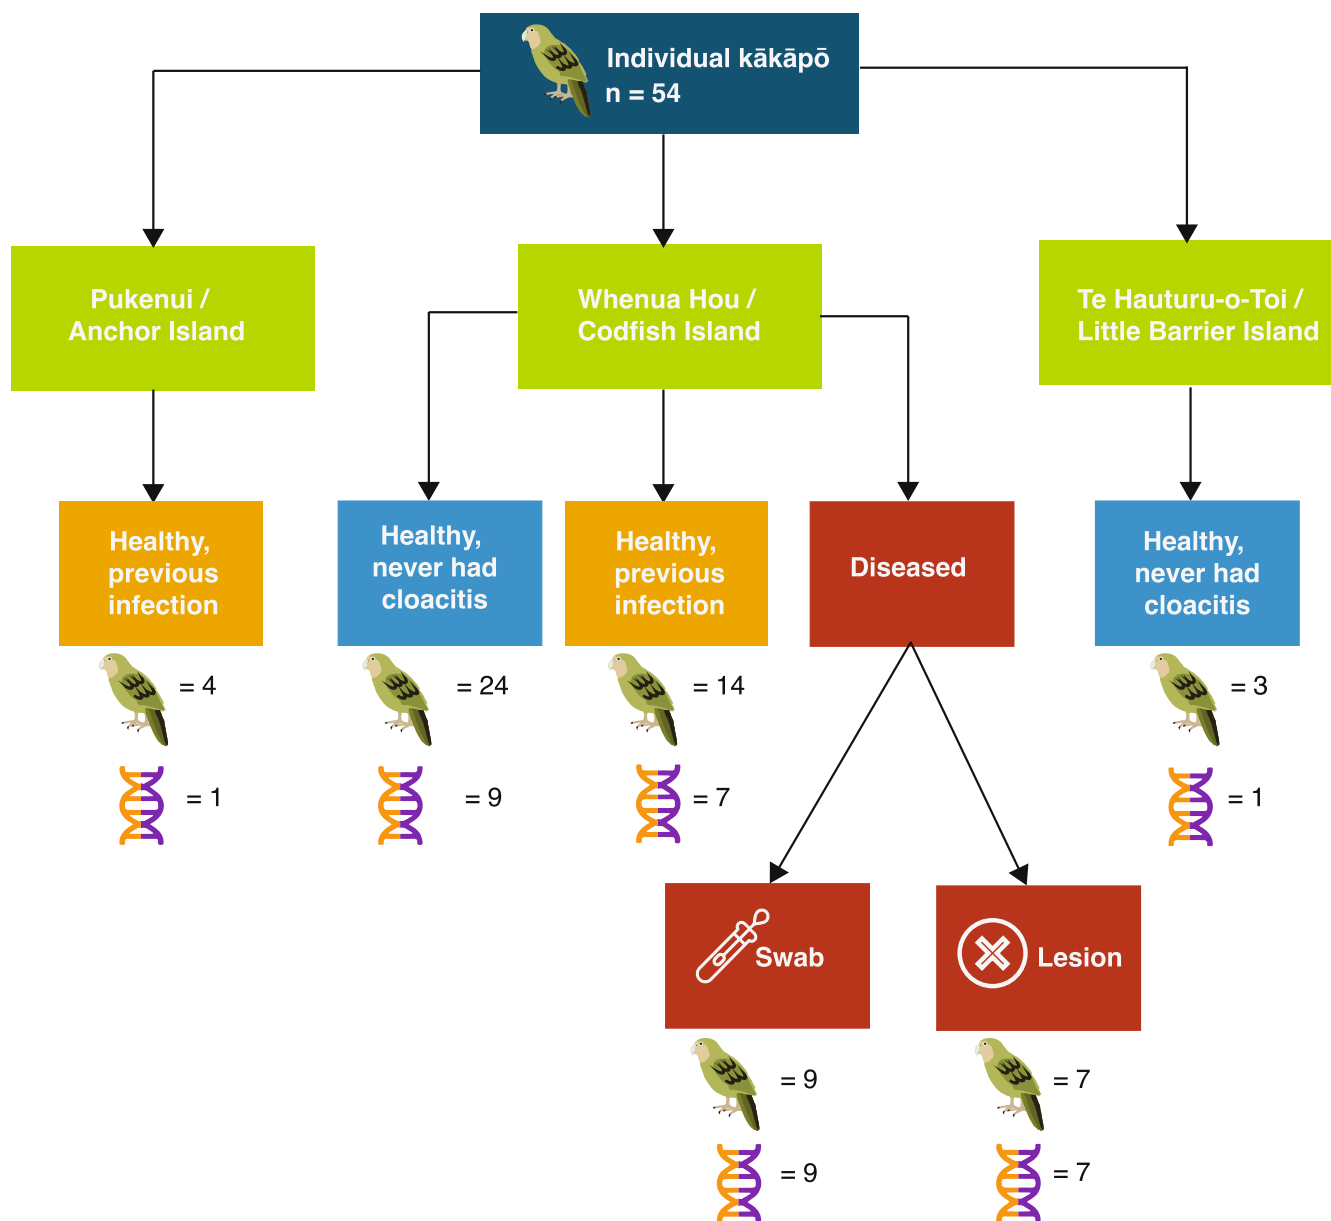 Individual kākāpō
n = 54
Pukenui /
Anchor Island
Whenua Hou /
Codfish Island
Te Hauturu-o-Toi /
Little Barrier Island
Healthy,
previous
infection
Healthy,
never had
cloacitis
Healthy,
previous
infection
Diseased
Healthy,
never had
cloacitis
= 4
= 24
= 14
= 3
= 1
= 9
= 7
= 1
Swab
Lesion
= 9
= 7
= 9
= 7